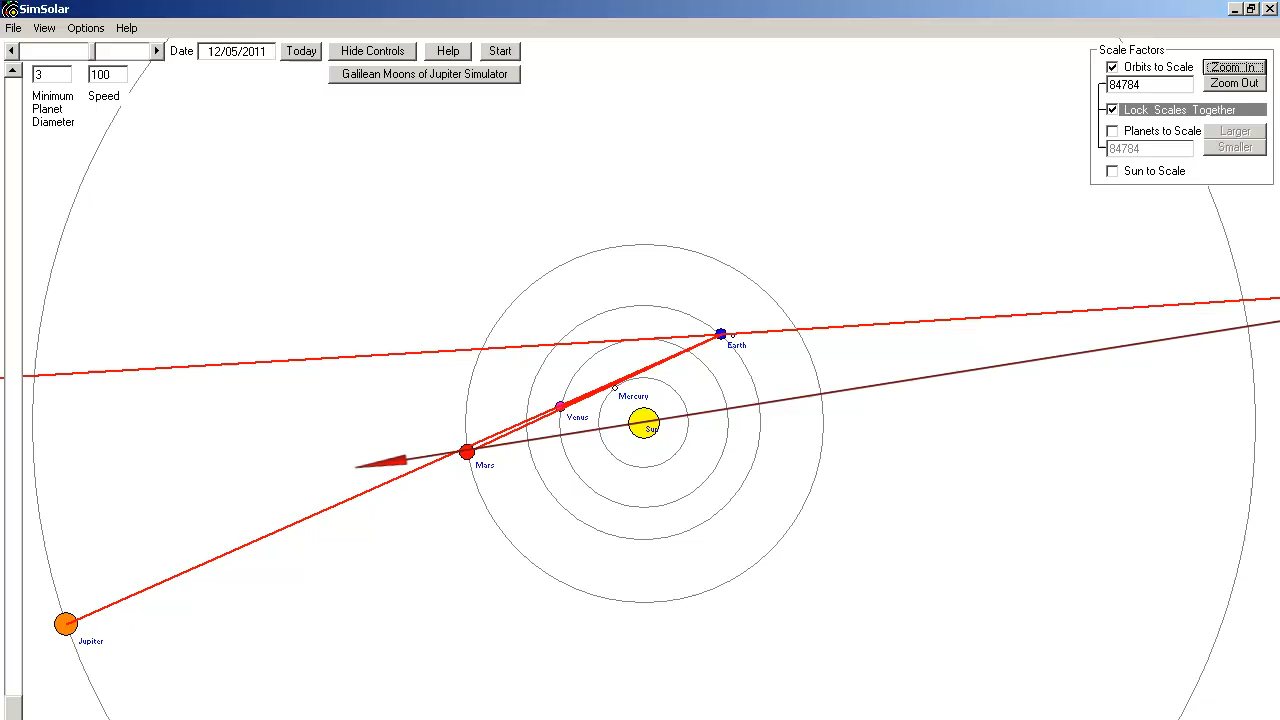 SimSolar
File View Options Help
Date 12/05/2011 Today Hide Controls Help Start
Galilean Moons of Jupiter Simulator
3 100
Minimum Planet Diameter
Speed
Scale Factors
Orbits to Scale Zoom In
84784 Zoom Out
Lock Scales Together
Planets to Scale Larger
84784 Smaller
Sun to Scale
Earth
Mercury
Venus
Sun
Mars
Jupiter